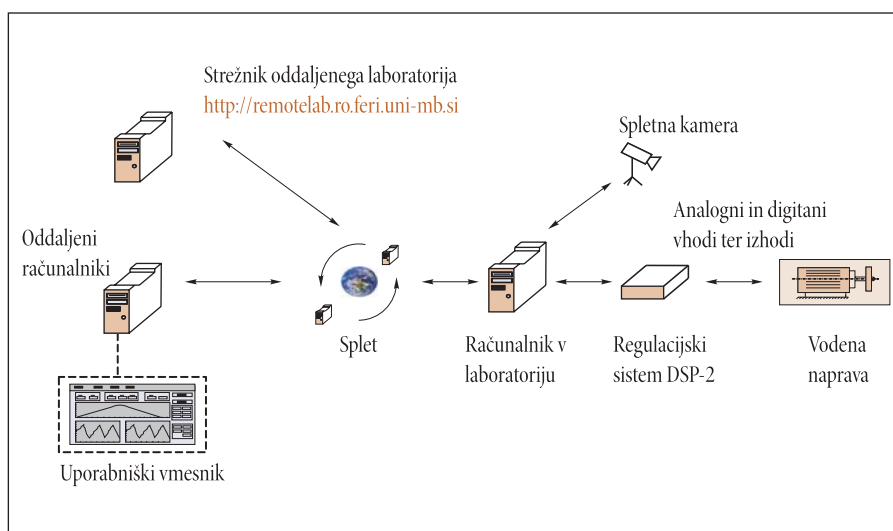 Strežnik oddaljenega laboratorija
http://remotelab.ro.feri.uni-mb.si
Spletna kamera
Analogni in digitani
vhodi ter izhodi
Oddaljeni
računalniki
Splet
Računalnik v
laboratoriju
Regulacijski
sistem DSP-2
Vodena
naprava
Uporabniški vmesnik